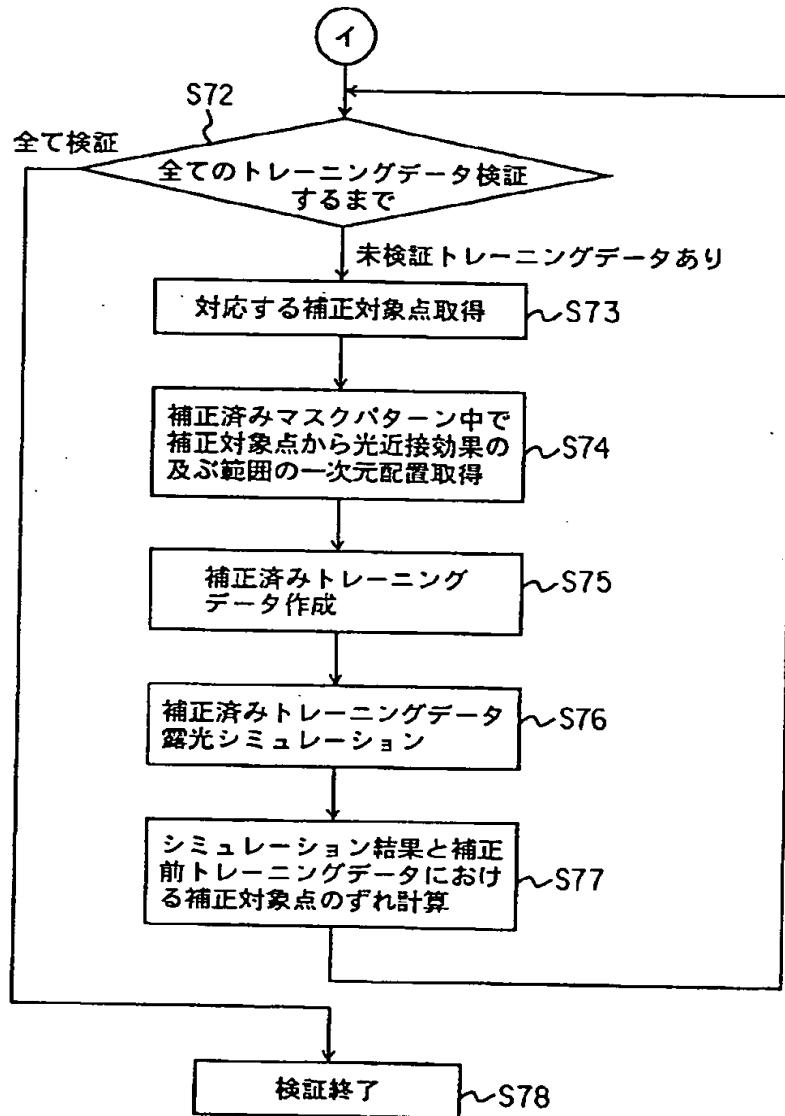 イ
S72
全て検証
全てのトレーニングデータ検証
するまで
未検証トレーニングデータあり
対応する補正対象点取得
S73
補正済みマスクパターン中で
補正対象点から光近接効果の
及ぶ範囲の一次元配置取得
S74
補正済みトレーニング
データ作成
S75
補正済みトレーニングデータ
露光シミュレーション
S76
シミュレーション結果と補正
前トレーニングデータにおけ
る補正対象点のずれ計算
S77
検証終了
S78